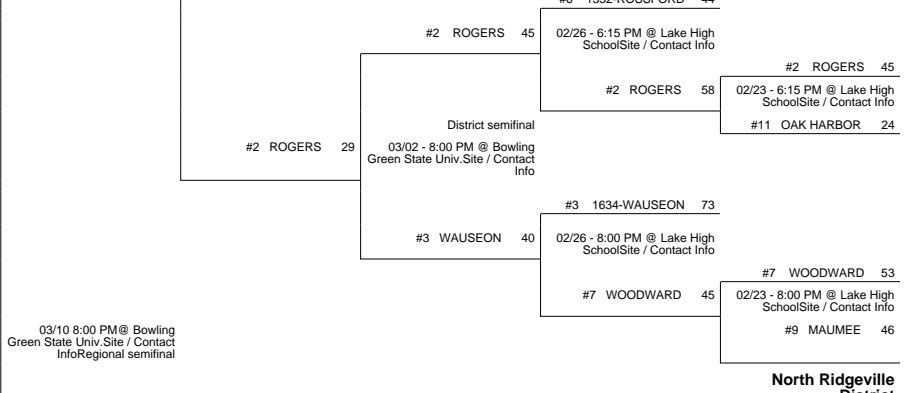 #6 1552-ROSSFORD 44
#2 ROGERS 45
02/26 - 6:15 PM @ Lake High
SchoolSite / Contact Info
#2 ROGERS 45
#2 ROGERS 58
02/23 - 6:15 PM @ Lake High
SchoolSite / Contact Info
#11 OAK HARBOR 24
District semifinal
#2 ROGERS 29
03/02 - 8:00 PM @ Bowling
Green State Univ.Site / Contact
Info
#3 1634-WAUSEON 73
#3 WAUSEON 40
02/26 - 8:00 PM @ Lake High
SchoolSite / Contact Info
#7 WOODWARD 53
#7 WOODWARD 45
02/23 - 8:00 PM @ Lake High
SchoolSite / Contact Info
#9 MAUMEE 46
03/10 8:00 PM@ Bowling
Green State Univ.Site / Contact
InfoRegional semifinal
North Ridgeville
District